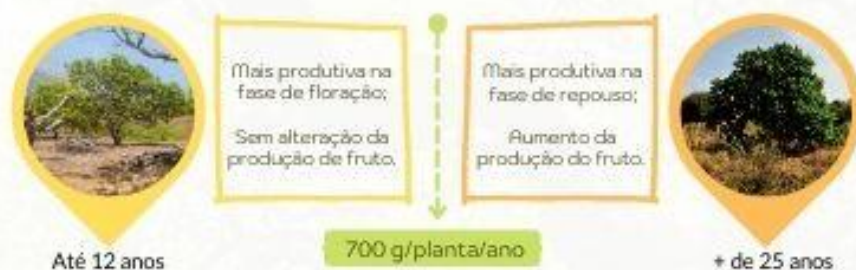 Mais produtiva na
fase de floração;
Sem alteração da
produção de fruto.
Mais produtiva na
fase de repouso;
Aumento da
produção do fruto.
Até 12 anos
700 g/planta/ano
+ de 25 anos